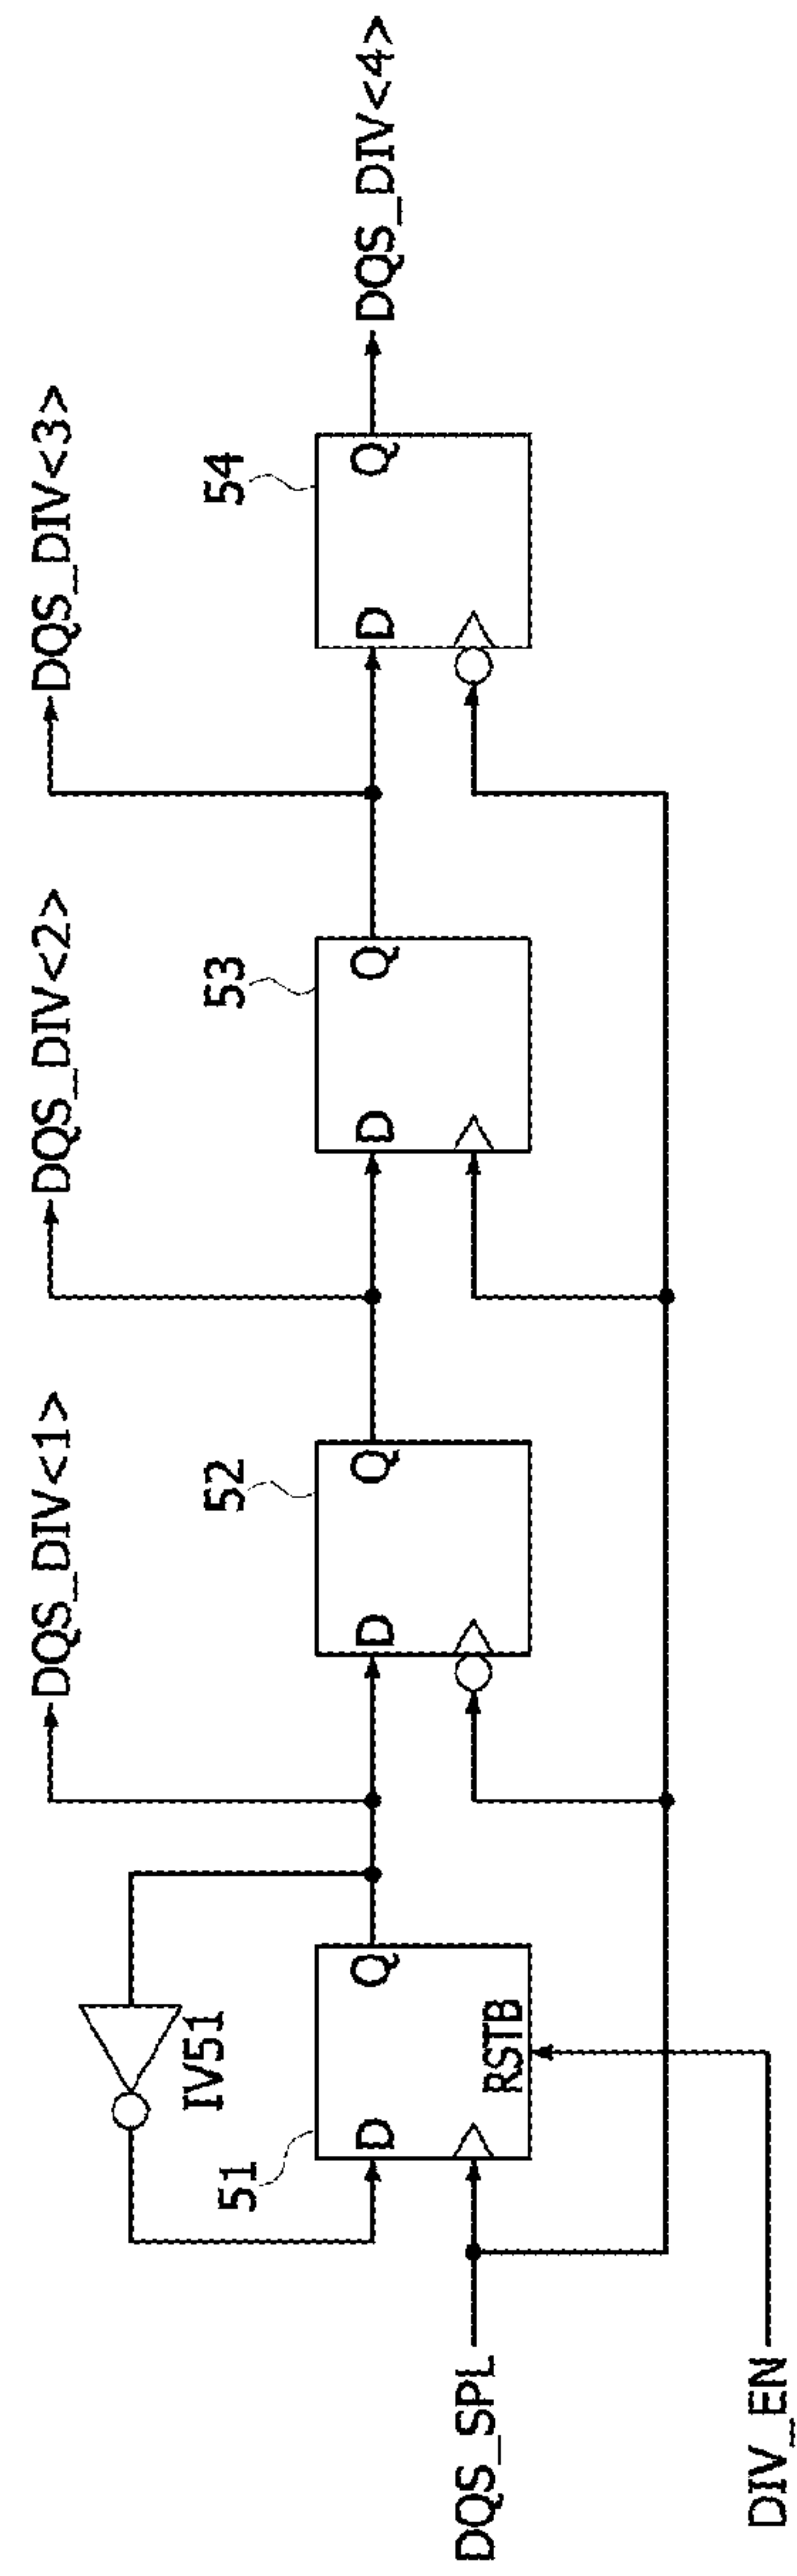 DQS_DIV<1>
DQS_DIV<2>
DQS_DIV<3>
IV51
51
52
53
54
D
Q
D
Q
D
Q
D
Q
DQS_DIV<4>
RSTB
DQS_SPL
DIV_EN